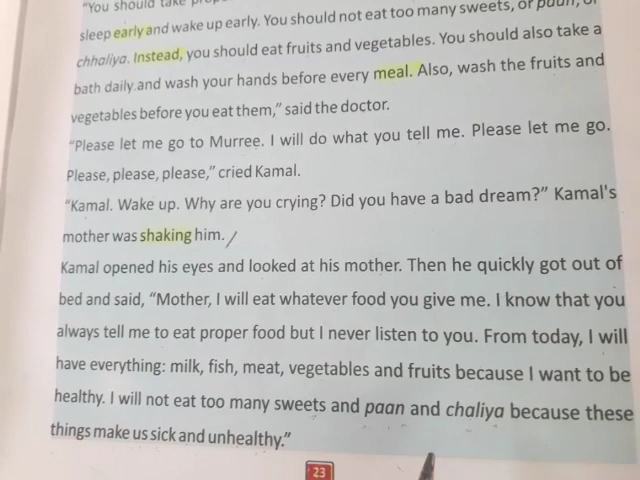 "You should take
sleep early and wake up early. You should not eat too many sweets, or paan, or
chhaliya. Instead, you should eat fruits and vegetables. You should also take a
bath daily.and wash your hands before every meal. Also, wash the fruits and
vegetables before you eat them," said the doctor.
"Please let me go to Murree. I will do what you tell me. Please let me go.
Please, please, please," cried Kamal.
"Kamal. Wake up. Why are you crying? Did you have a bad dream?" Kamal's
mother was shaking him.
Kamal opened his eyes and looked at his mother. Then he quickly got out of
bed and said, "Mother, I will eat whatever food you give me. I know that you
always tell me to eat proper food but I never listen to you. From today, I will
have everything: milk, fish, meat, vegetables and fruits because I want to be
healthy. I will not eat too many sweets and paan and chaliya because these
things make us sick and unhealthy."
23